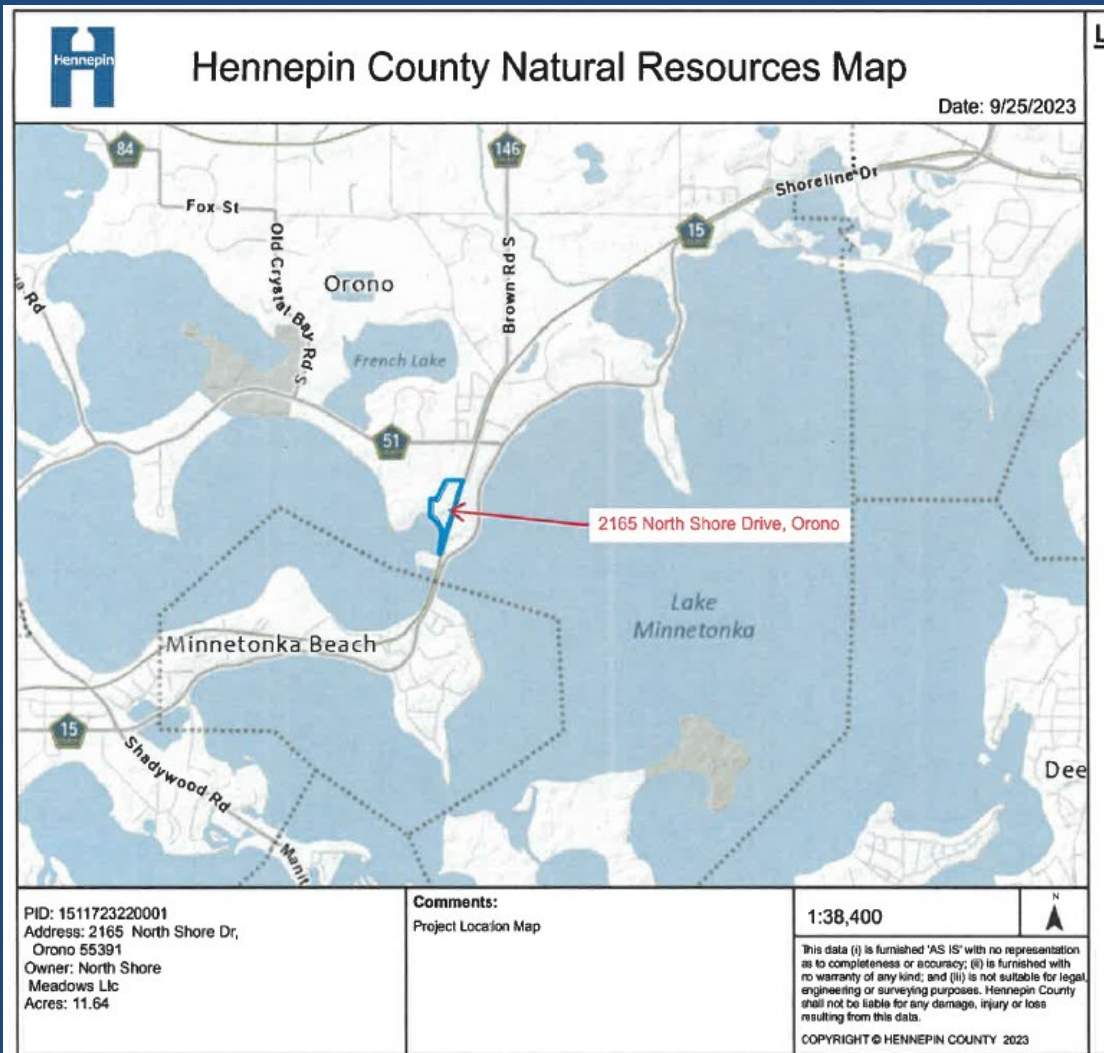 Hennepin
Hennepin County Natural Resources Map
Date: 9/25/2023
L
84
146
Shoreline Dr
Fox St
15
Old Crystal Bay Rd S
Orono
Brown Rd S
Rd
French Lake
51
2165 North Shore Drive, Orono
Lake
Minnetonka
Minnetonka Beach
15
Shadywood Rd
Manit
Dee
PID: 1511723220001
Address: 2165 North Shore Dr,
Orono 55391
Owner: North Shore
Meadows Llc
Acres: 11.64
Comments:
Project Location Map
1:38,400
N
This data (i) is furnished 'AS IS' with no representation
as to completeness or accuracy; (ii) is furnished with
no warranty of any kind; and (iii) is not suitable for legal,
engineering or surveying purposes. Hennepin County
shall not be liable for any damage, injury or loss
resulting from this data.
COPYRIGHT © HENNEPIN COUNTY 2023